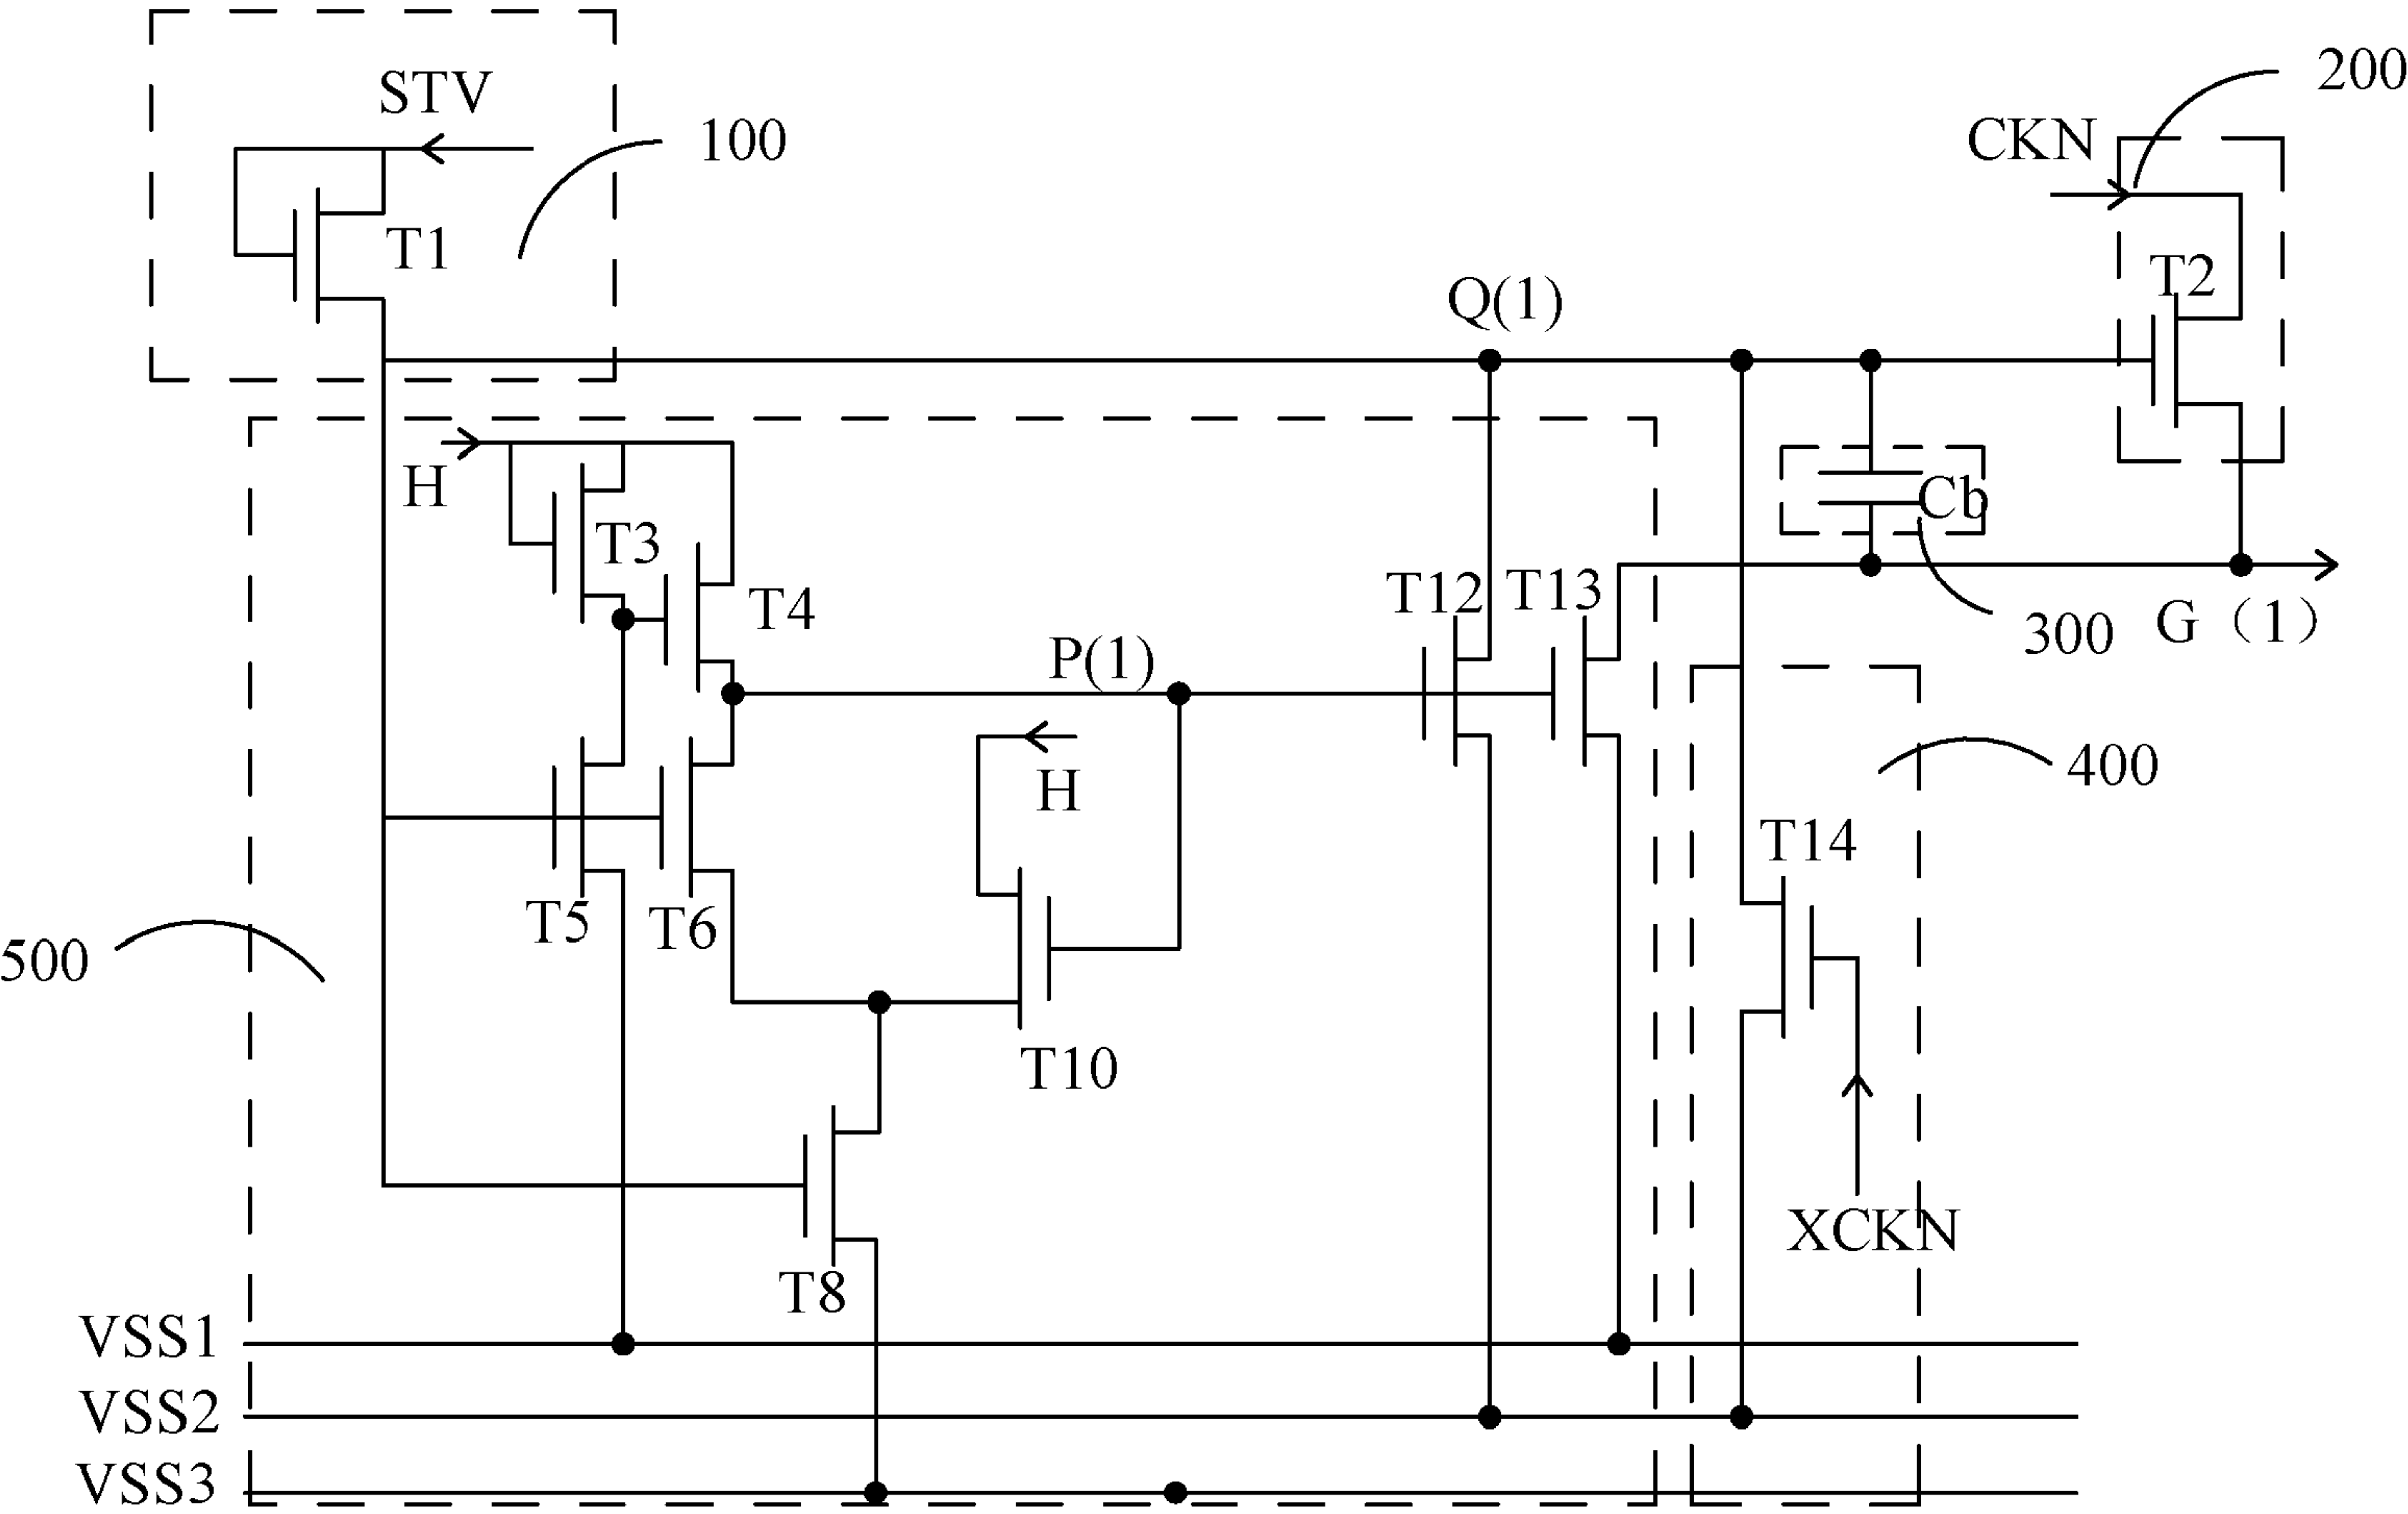 STV
100
200
CKN
T1
T2
Q(1)
H
Cb
T3
T12
T13
T4
300
G （1）
P(1)
H
400
T14
T5
T6
500
T10
XCKN
T8
VSS1
VSS2
VSS3